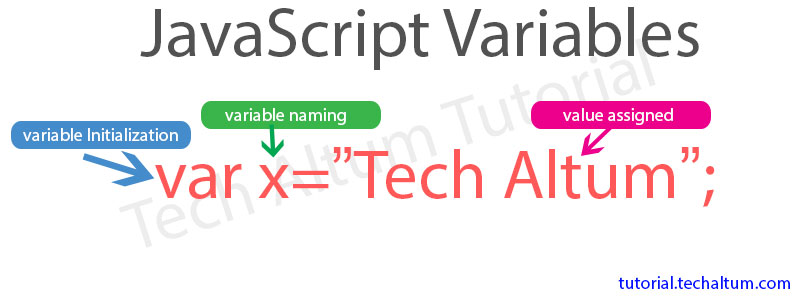 JavaScript Variables
Tech Altum Tutorial
variable Initialization
variable naming
value assigned
var x=”Tech Altum”;
tutorial.techaltum.com